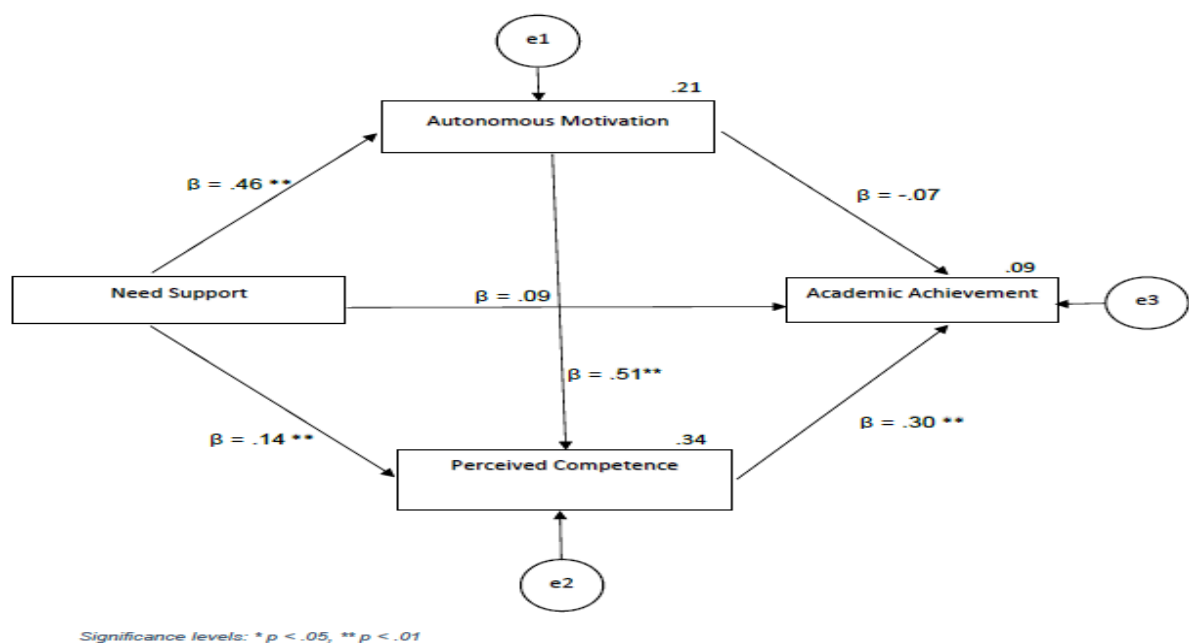 e1
.21
Autonomous Motivation
β = .46 **
β = -.07
.09
Need Support
β = .09
Academic Achievement
e3
β = .51**
β = .14 **
.34
β = .30 **
Perceived Competence
e2
Significance levels: * p < .05, ** p < .01